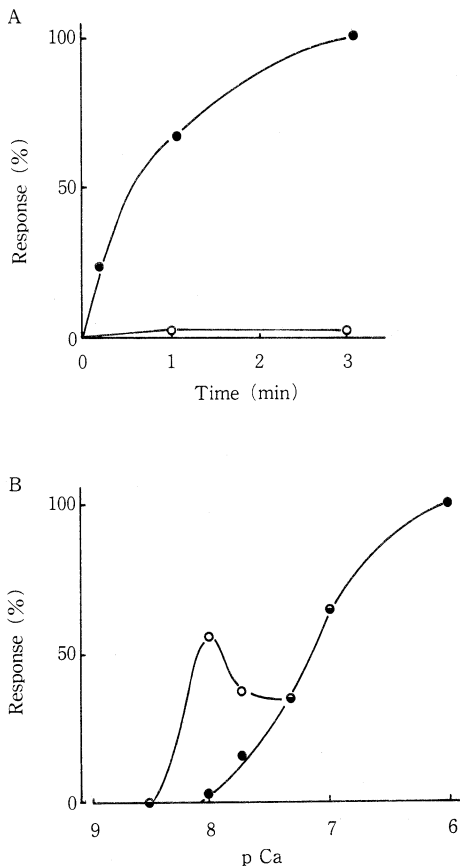 A
100
50
0
Response (%)
0 1 2 3
Time (min)
B
100
50
0
Response (%)
9 8 7 6
p Ca